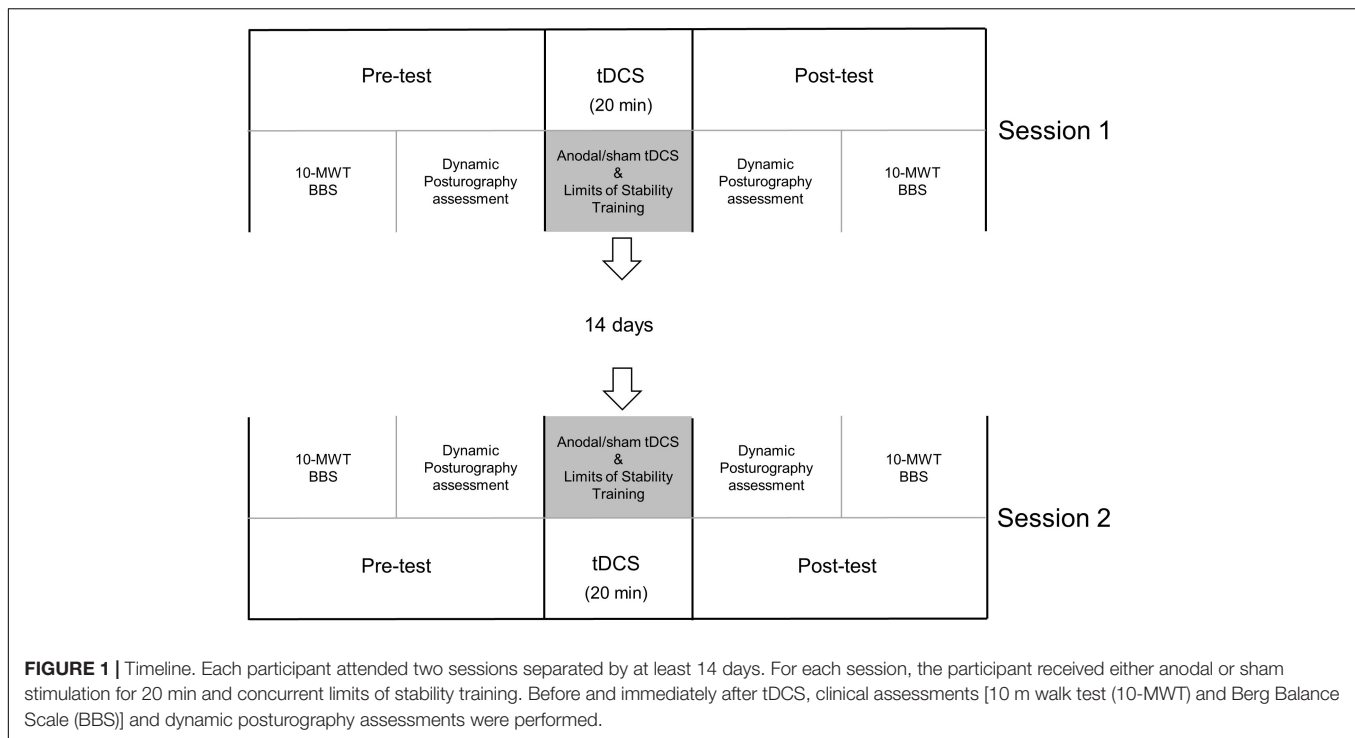 Pre-test
tDCS
(20 min)
Post-test
Session 1
10-MWT
BBS
Dynamic
Posturography
assessment
Anodal/sham tDCS
&
Limits of Stability
Training
Dynamic
Posturography
assessment
10-MWT
BBS
14 days
10-MWT
BBS
Dynamic
Posturography
assessment
Anodal/sham tDCS
&
Limits of Stability
Training
Dynamic
Posturography
assessment
10-MWT
BBS
Session 2
Pre-test
tDCS
(20 min)
Post-test
FIGURE 1 | Timeline. Each participant attended two sessions separated by at least 14 days. For each session, the participant received either anodal or sham
stimulation for 20 min and concurrent limits of stability training. Before and immediately after tDCS, clinical assessments [10 m walk test (10-MWT) and Berg Balance
Scale (BBS)] and dynamic posturography assessments were performed.